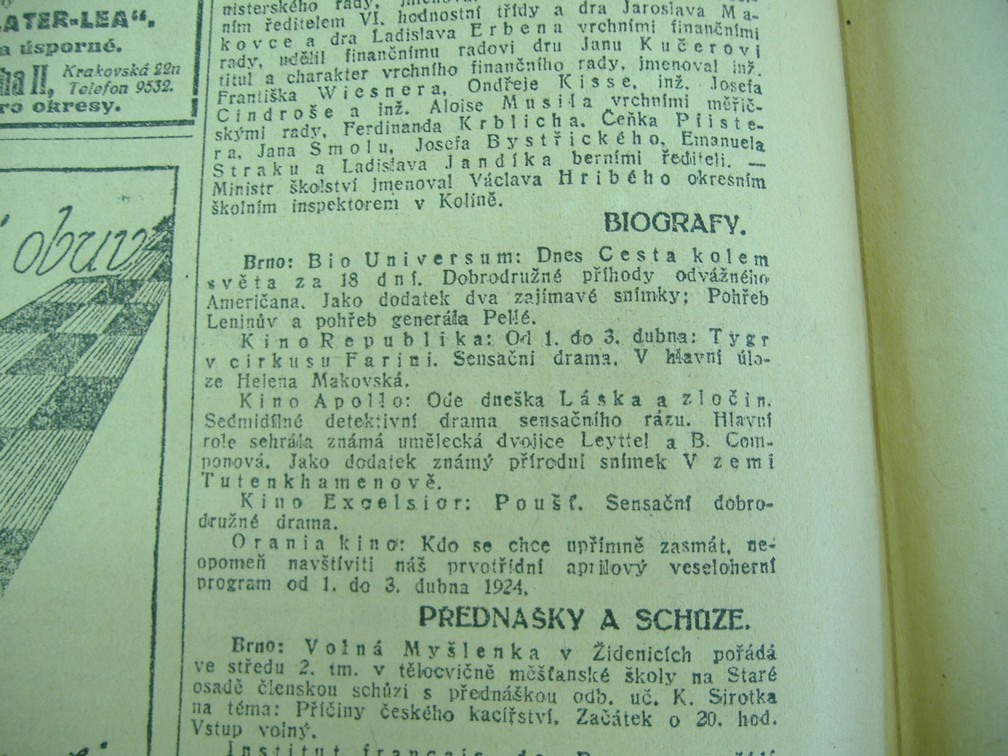 ATER-LEA".
a úsporné.
ha II, Krakovská 22n
Telefon 9532.
ro okresy.
obuv
nisterského rady,
ním ředitelem VI. hodnostní třídy a dra Jaroslava Ma-
kovce a dra Ladislava Erbena vrchními finančními
rady, udělil finančnímu radovi dru Janu Kučerovi
titul a charakter vrchního finančního rady, jmenoval inž.
Františka Wiesnera, Ondřeje Kisse, inž. Josefa
Cindroše a inž. Aloise Musila vrchními měřič-
skými rady, Ferdinanda Krblicha, Čeňka Pfiste-
ra, Jana Smolu, Josefa Bystřického, Emanuela
Straku a Ladislava Jandíka berními řediteli. —
Ministr školství jmenoval Václava Hribého okresním
školním inspektorem v Kolíně.
BIOGRAFY.
Brno: Bio Universum: Dnes Cesta kolem
světa za 18 dní. Dobrodružné příhody odvážného
Američana. Jako dodatek dva zajímavé snímky: Pohřeb
Leninův a pohřeb generála Pellé.
Kino Republika: Od 1. do 3. dubna: Tygr
v cirkusu Farini. Sensační drama. V hlavní úlo-
ze Helena Makovská.
Kino Apollo: Ode dneška Láska a zločin.
Sedmidílné detektivní drama sensačního rázu. Hlavní
role sehrála známá umělecká dvojice Leyttel a B. Com-
ponová. Jako dodatek známý přírodní snímek V zemi
Tutenkhamenově.
Kino Excelsior: Poušť. Sensační dobro-
družné drama.
Orania kino: Kdo se chce upřímně zasmát, ne-
opomeň navštíviti náš prvotřídní aprilový veseloherní
program od 1. do 3. dubna 1924.
PŘEDNÁŠKY A SCHŮZE.
Brno: Volná Myšlenka v Židenicích pořádá
ve středu 2. tm. v tělocvičně měšťanské školy na Staré
osadě členskou schůzi s přednáškou odb. uč. K. Sirotka
na téma: Příčiny českého kacířství. Začátek o 20. hod.
Vstup volný.
Institut français de